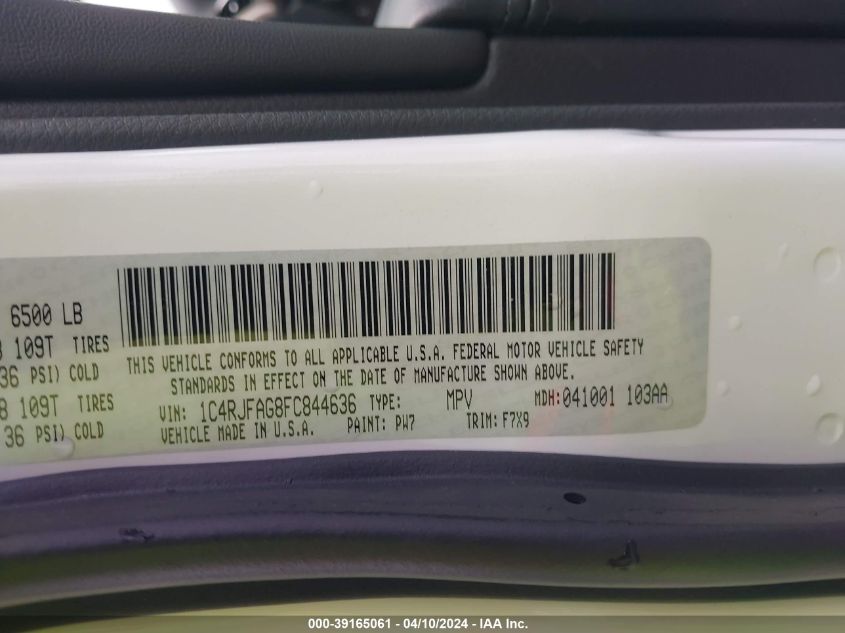 6500 LB
109T TIRES
36 PSI) COLD
109T TIRES
36 PSI) COLD
THIS VEHICLE CONFORMS TO ALL APPLICABLE U.S.A. FEDERAL MOTOR VEHICLE SAFETY
STANDARDS IN EFFECT ON THE DATE OF MANUFACTURE SHOWN ABOVE.
VIN: 1C4RJFAG8FC844636 TYPE: MPV MDH:041001 103AA
VEHICLE MADE IN U.S.A. PAINT: PW7 TRIM: F7X9
000-39165061 - 04/10/2024 - IAA Inc.